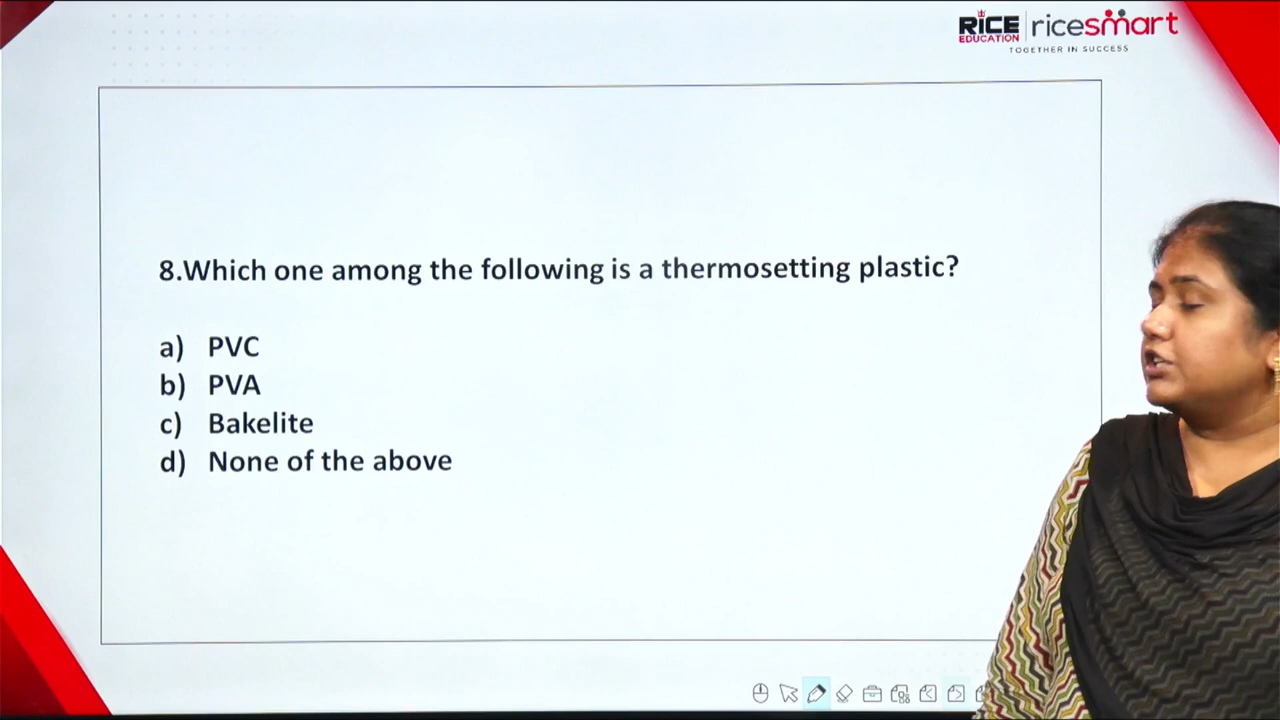 RICE
EDUCATION
ricesmart
TOGETHER IN SUCCESS
8.Which one among the following is a thermosetting plastic?
a) PVC
b) PVA
c) Bakelite
d) None of the above